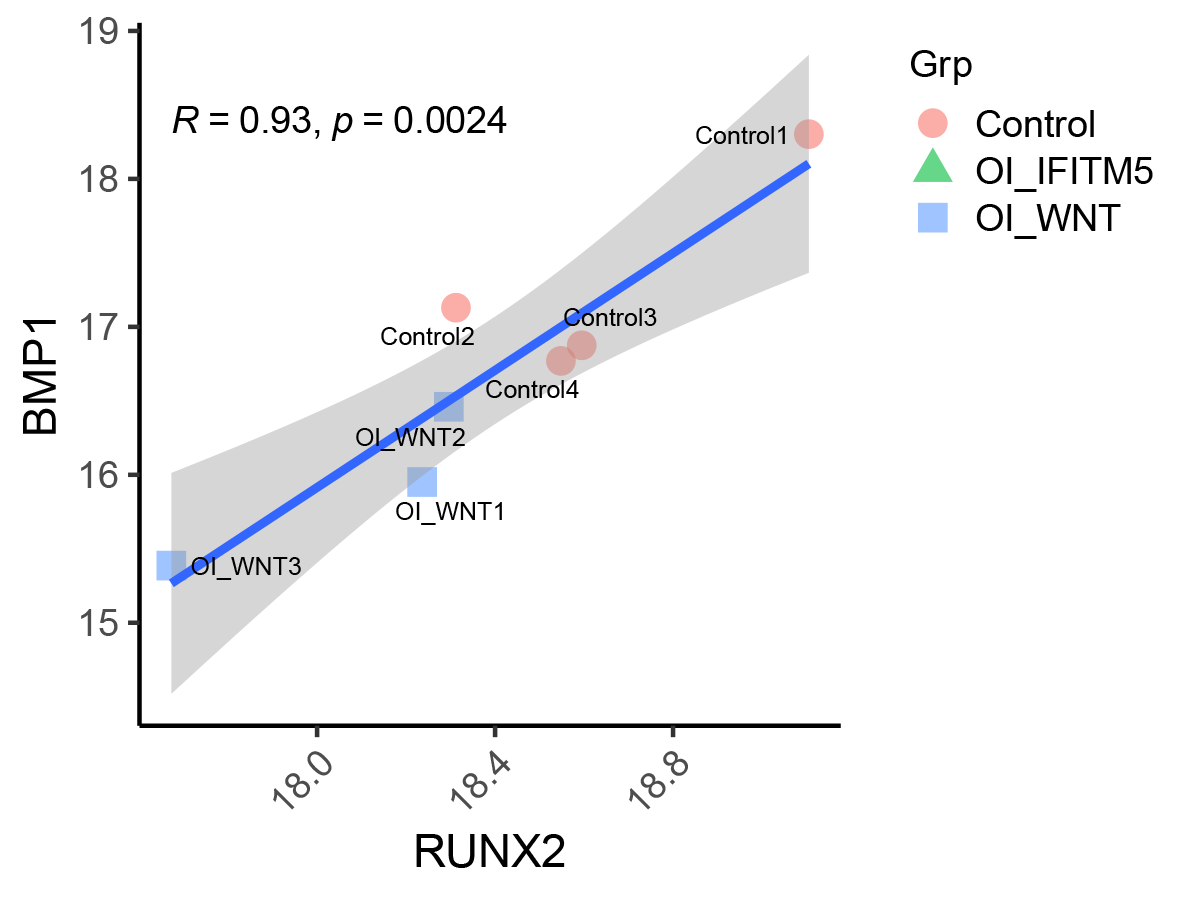 19
18
17
16
15
BMP1
R = 0.93, p = 0.0024
Control1
Control2
Control3
Control4
OI_WNT2
OI_WNT1
OI_WNT3
18.0
18.4
18.8
RUNX2
Grp
Control
OI_IFITM5
OI_WNT